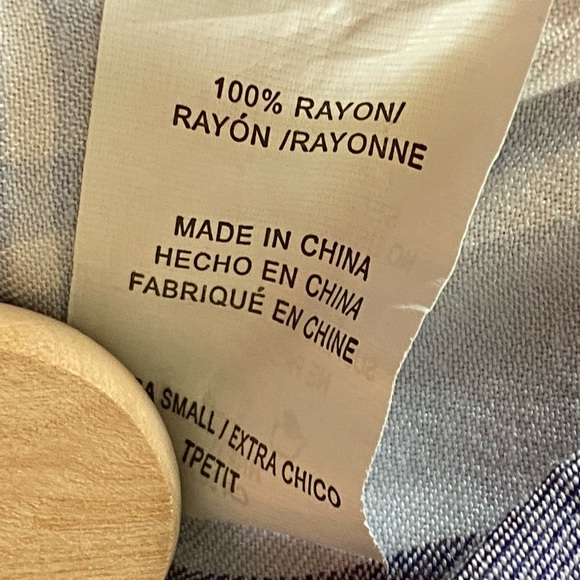 100% RAYON/
RAYÓN /RAYONNE
MADE IN CHINA
HECHO EN CHINA
FABRIQUÉ EN CHINE
SMALL / EXTRA CHICO
TPETIT